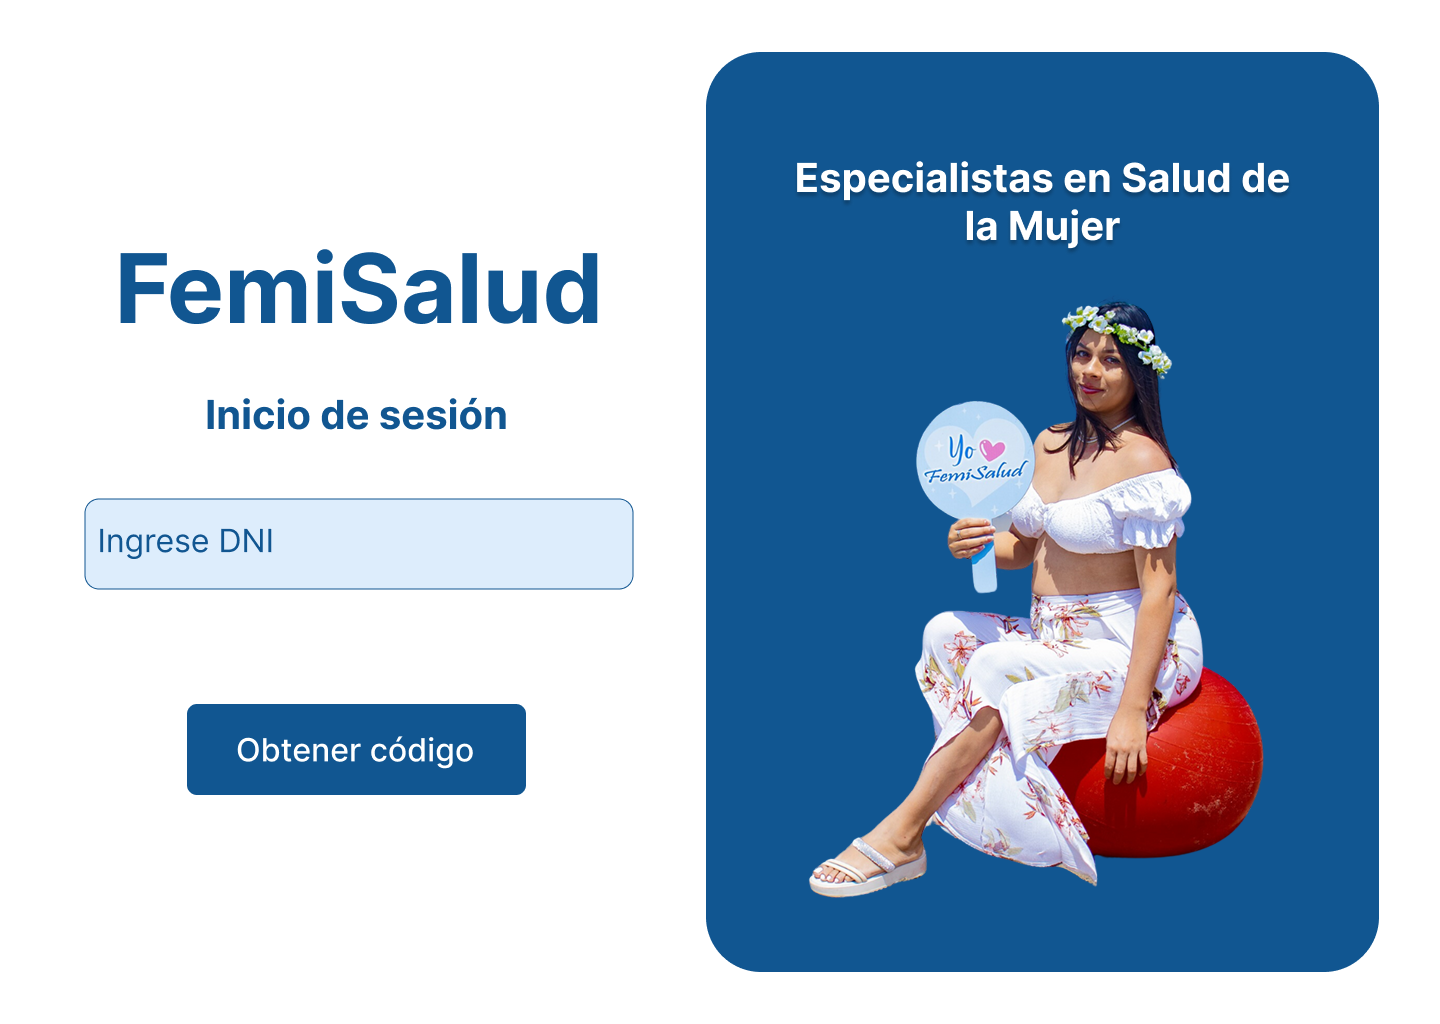 FemiSalud
Inicio de sesión
Ingrese DNI
Obtener código
Especialistas en Salud de
la Mujer
Yo
FemiSalud